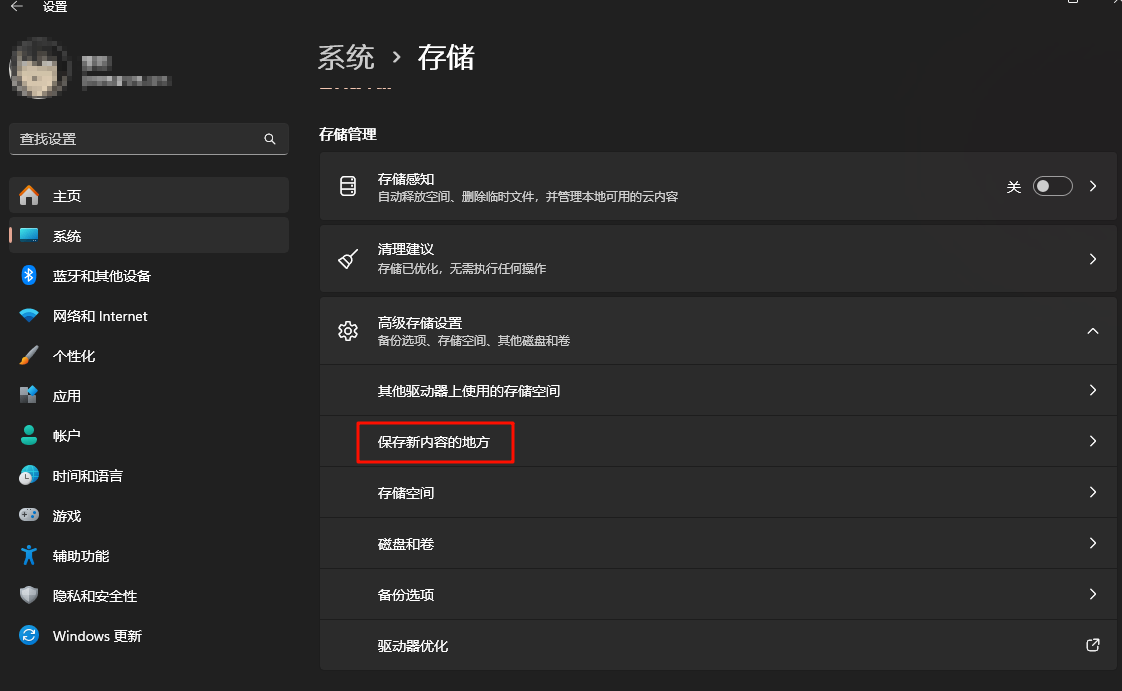 设置
查找设置
主页
系统
蓝牙和其他设备
网络和 Internet
个性化
应用
帐户
时间和语言
游戏
辅助功能
隐私和安全性
Windows 更新
系统 › 存储
存储管理
存储感知
自动释放空间、删除临时文件，并管理本地可用的云内容
关
清理建议
存储已优化，无需执行任何操作
高级存储设置
备份选项、存储空间、其他磁盘和卷
其他驱动器上使用的存储空间
保存新内容的地方
存储空间
磁盘和卷
备份选项
驱动器优化